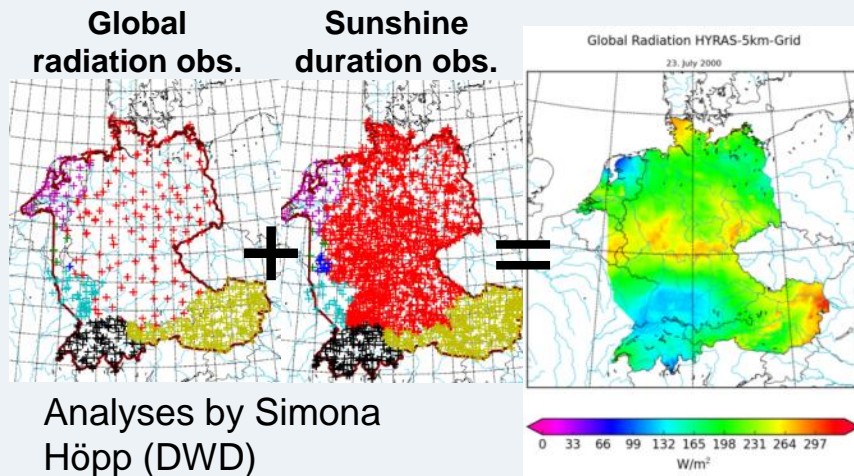 Global
radiation obs.
Sunshine
duration obs.
Global Radiation HYRAS-5km-Grid
23. July 2000
+
=
0 33 66 99 132 165 198 231 264 297
W/m²
Analyses by Simona
Höpp (DWD)